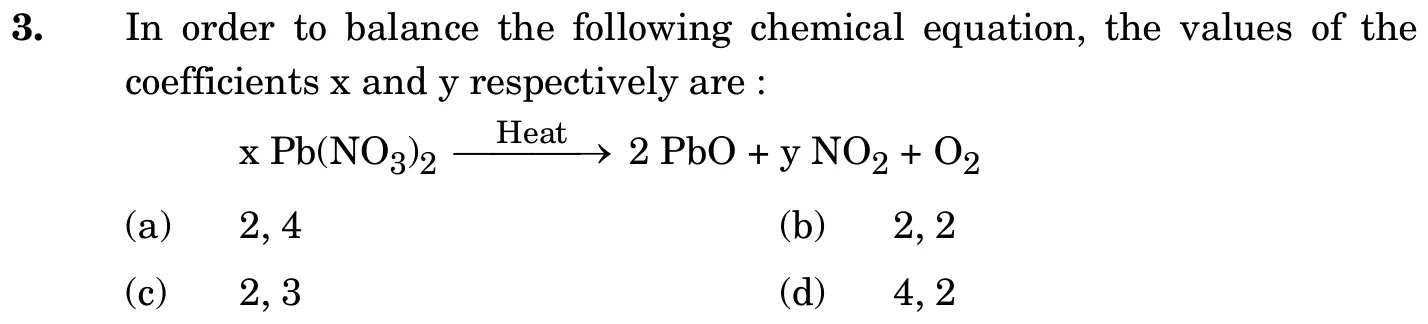 3. In order to balance the following chemical equation, the values of the
coefficients x and y respectively are :
x Pb(NO₃)₂ —Heat→ 2 PbO + y NO₂ + O₂
(a) 2, 4 (b) 2, 2
(c) 2, 3 (d) 4, 2